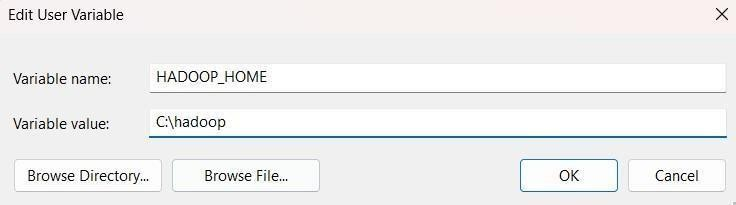 Edit User Variable
Variable name: HADOOP_HOME
Variable value: C:\hadoop
Browse Directory... Browse File... OK Cancel